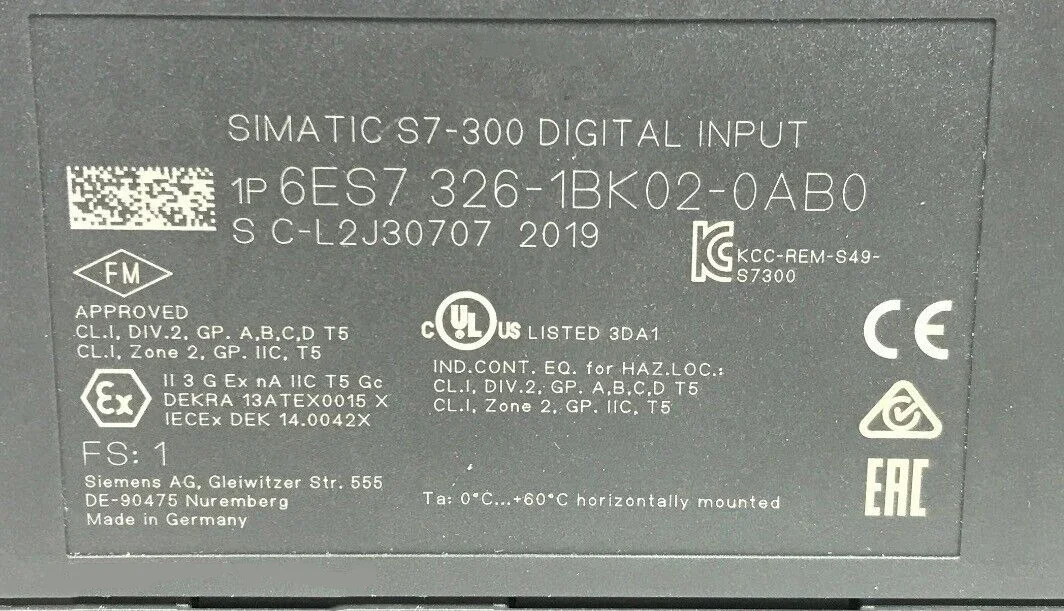 SIMATIC S7-300 DIGITAL INPUT
1P 6ES7 326-1BK02-0AB0
S C-L2J30707 2019
KCC-REM-S49-
S7300
FM
APPROVED
CL.I, DIV.2, GP. A,B,C,D T5
CL.I, Zone 2, GP. IIC, T5
C UL US LISTED 3DA1
IND.CONT. EQ. for HAZ.LOC.:
CL.I, DIV.2, GP. A,B,C,D T5
CL.I, Zone 2, GP. IIC, T5
CE
Ex
II 3 G Ex nA IIC T5 Gc
DEKRA 13ATEX0015 X
IECEx DEK 14.0042X
FS: 1
Siemens AG, Gleiwitzer Str. 555
DE-90475 Nuremberg
Made in Germany
Ta: 0°C...+60°C horizontally mounted
EAC